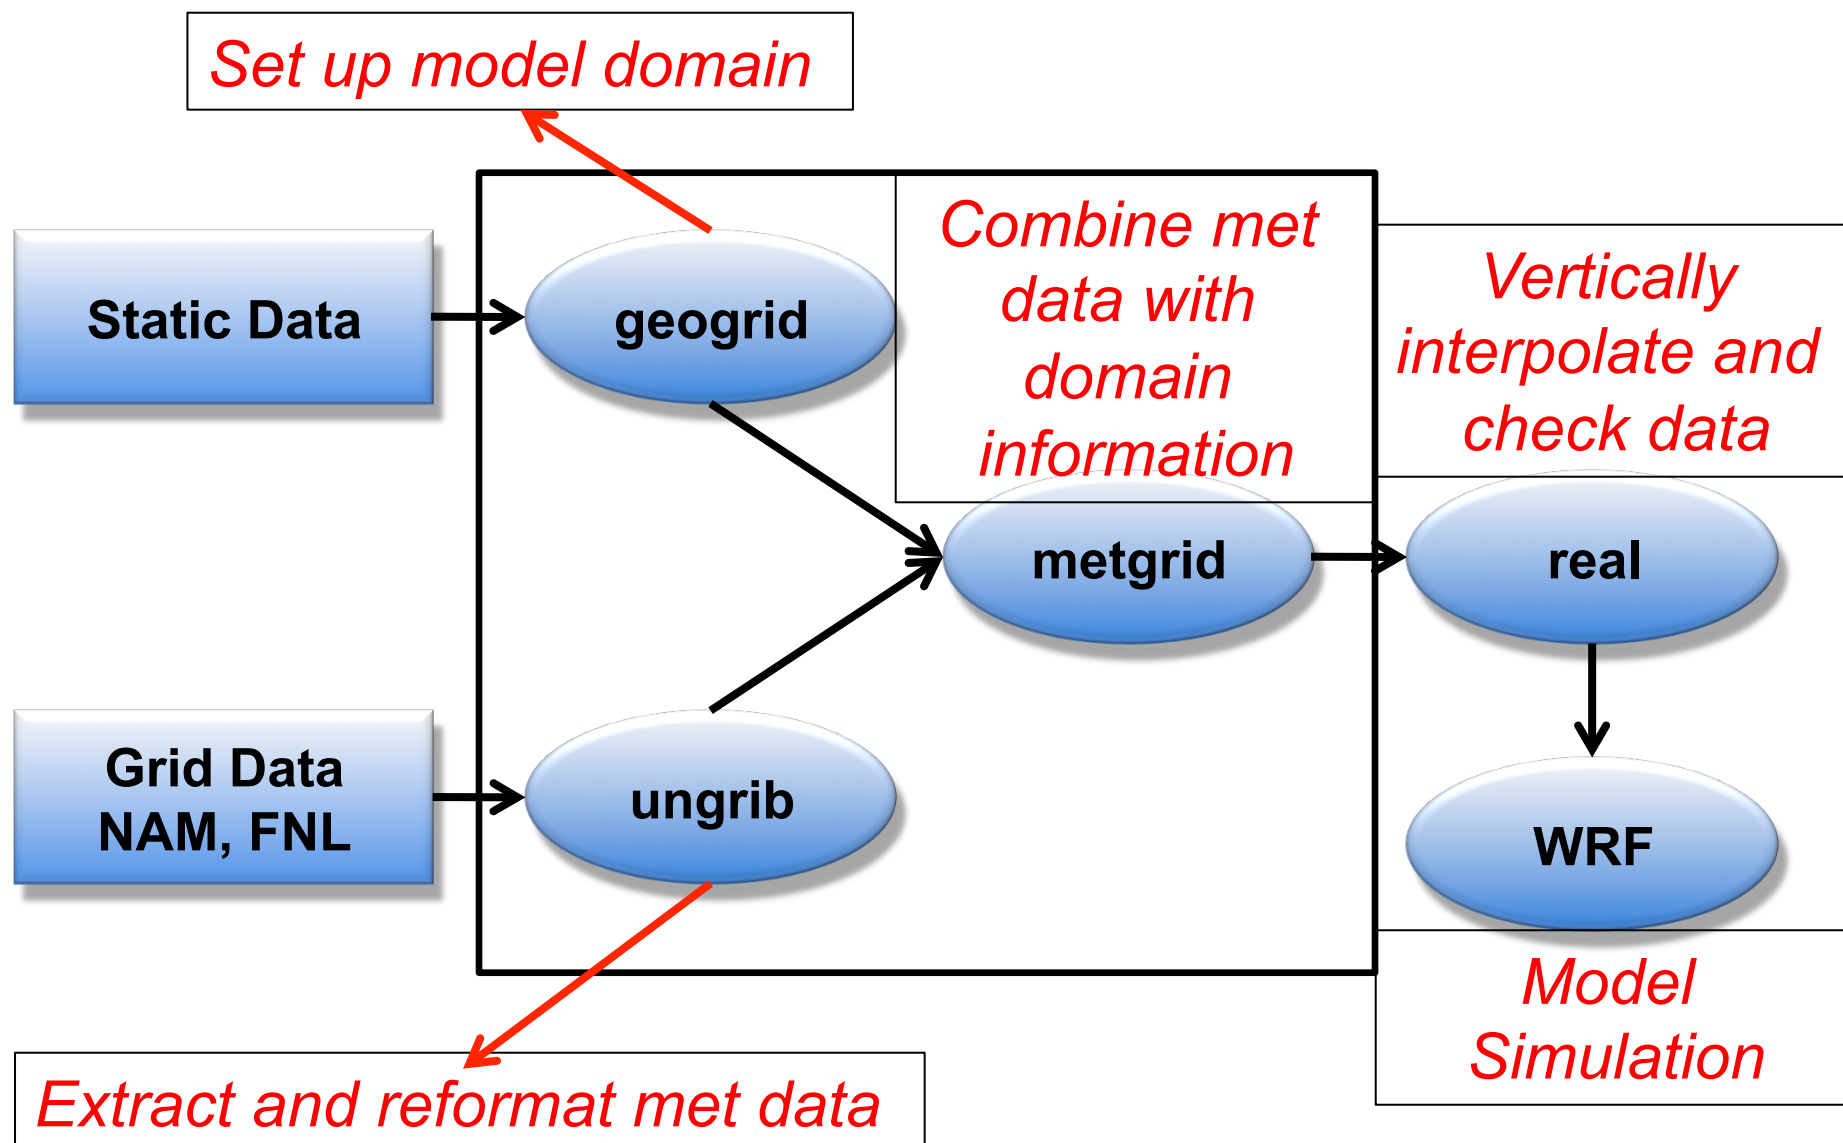 Set up model domain
Static Data
geogrid
Combine met
data with
domain
information
Vertically
interpolate and
check data
metgrid
real
Grid Data
NAM, FNL
ungrib
WRF
Model
Simulation
Extract and reformat met data